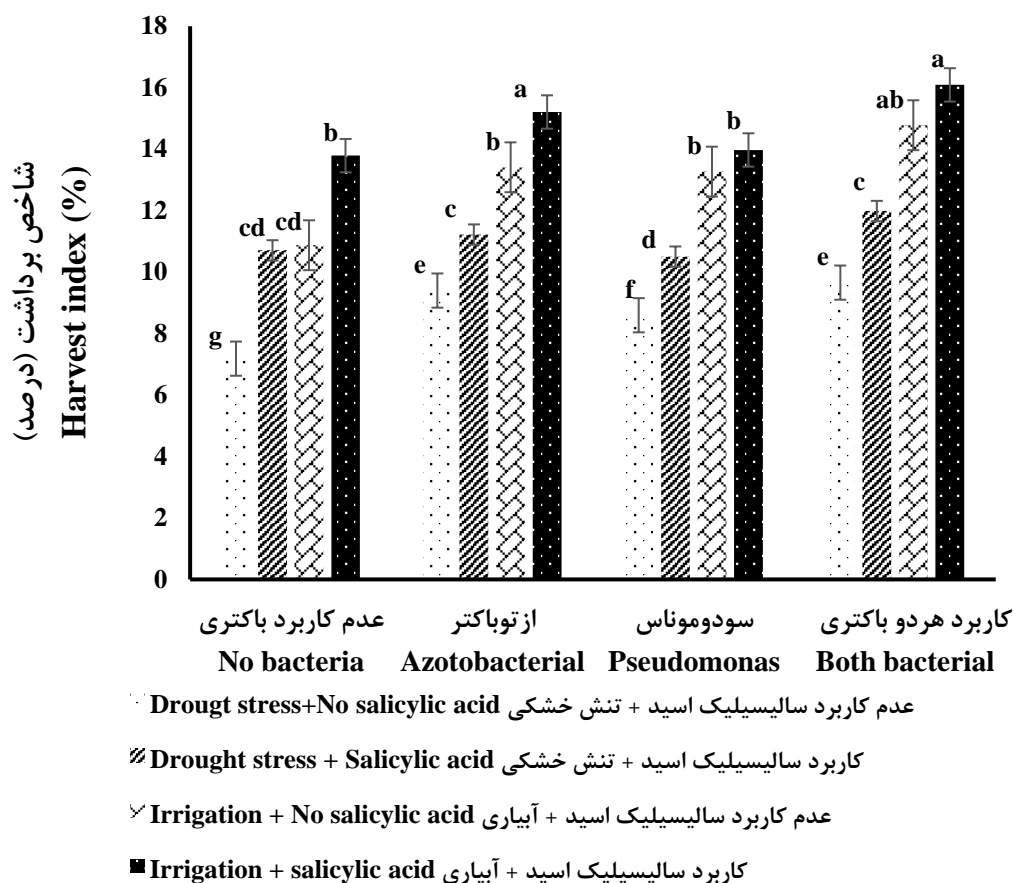 شاخص برداشت (درصد)
Harvest index (%)
18
16
14
12
10
8
6
4
2
0
g
cd
cd
b
e
c
b
a
f
d
b
b
e
c
ab
a
عدم کاربرد باکتری
ازتوباکتر
سودوموناس
کاربرد هردو باکتری
No bacteria
Azotobacterial
Pseudomonas
Both bacterial
Drougt stress+No salicylic acid عدم کاربرد سالیسیلیک اسید + تنش خشکی
Drought stress + Salicylic acid کاربرد سالیسیلیک اسید + تنش خشکی
Irrigation + No salicylic acid عدم کاربرد سالیسیلیک اسید + آبیاری
Irrigation + salicylic acid کاربرد سالیسیلیک اسید + آبیاری